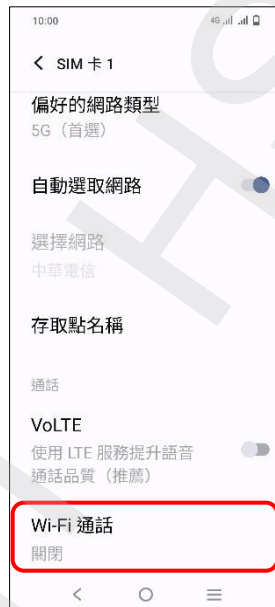 10:00
4G
SIM 卡 1
偏好的網路類型
5G（首選）
自動選取網路
選擇網路
中華電信
存取點名稱
通話
VoLTE
使用 LTE 服務提升語音
通話品質（推薦）
Wi-Fi 通話
關閉